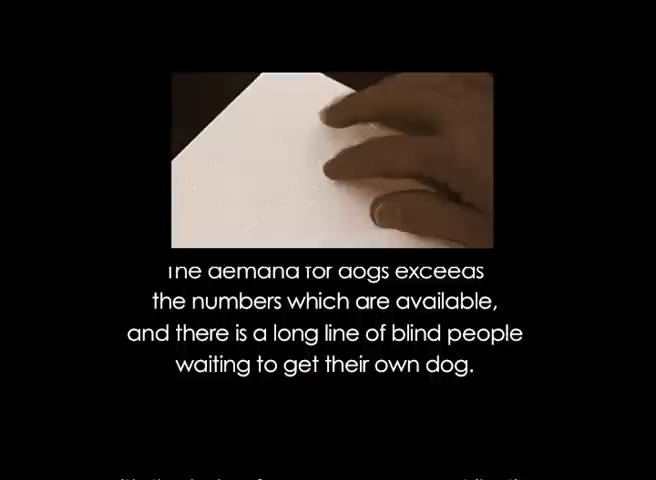 The demand for dogs exceeds
the numbers which are available,
and there is a long line of blind people
waiting to get their own dog.